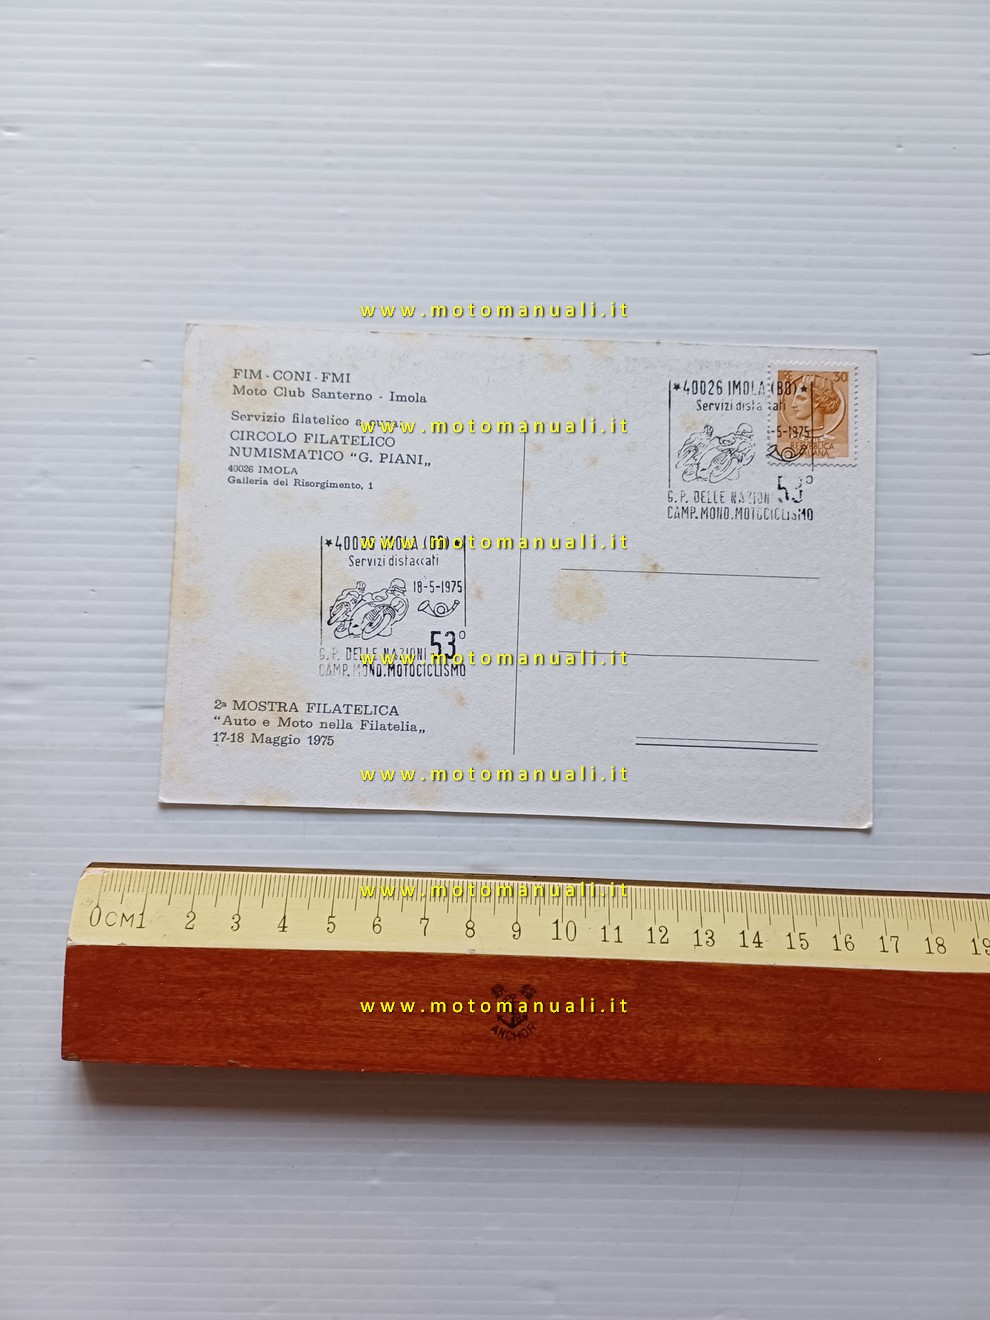 www.motomanuali.it
FIM - CONI - FMI
Moto Club Santerno - Imola
Servizio filatelico
www.motomanuali.it
CIRCOLO FILATELICO
NUMISMATICO "G. PIANI„
40026 IMOLA
Galleria del Risorgimento, 1
*40026 IMOLA (BO)*
Servizi distaccati
5-1975
LIRE 30
REPUBBLICA
ITALIANA
53°
G.P. DELLE NAZIONI
CAMP.MOND.MOTOCICLISMO
*40026 IMOLA (BO)*
www.motomanuali.it
Servizi distaccati
18-5-1975
53°
G.P. DELLE NAZIONI
www.motomanuali.it
CAMP.MOND.MOTOCICLISMO
2ª MOSTRA FILATELICA
"Auto e Moto nella Filatelia„
17-18 Maggio 1975
www.motomanuali.it
www.motomanuali.it
0 CM 1 2 3 4 5 6 7 8 9 10 11 12 13 14 15 16 17 18 19
www.motomanuali.it
ANCHOR